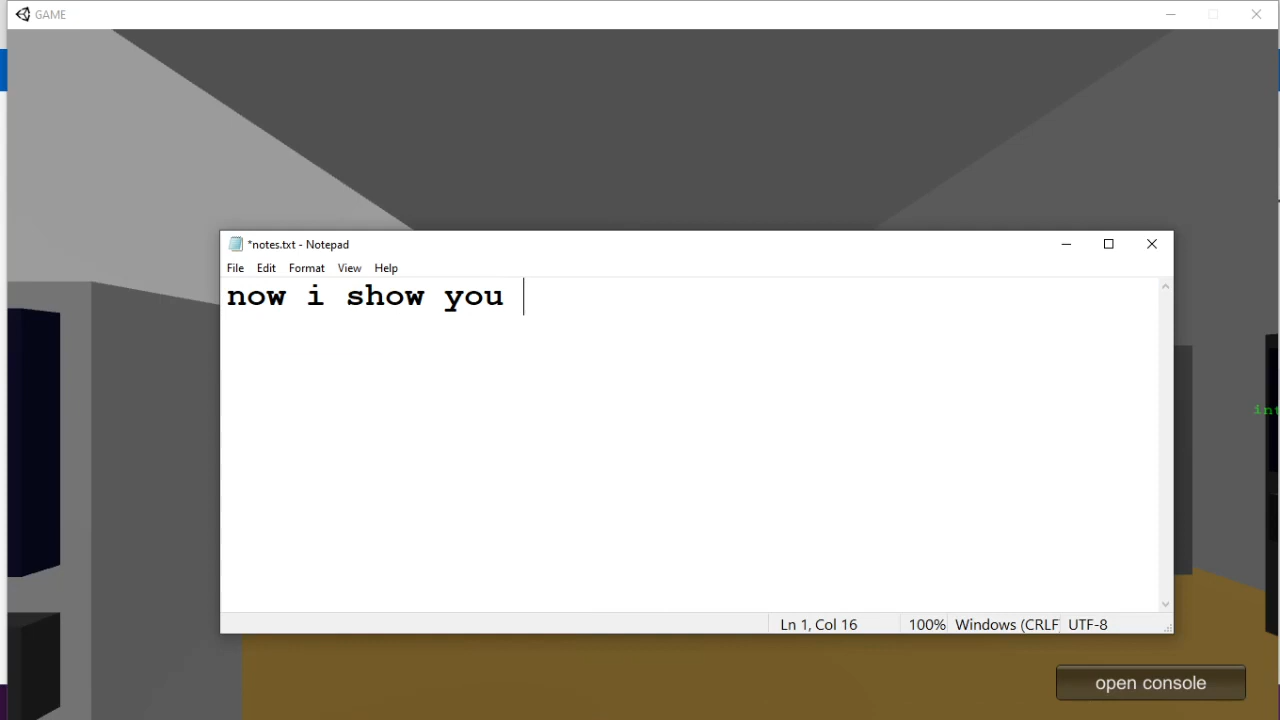 GAME
*notes.txt - Notepad
File Edit Format View Help
now i show you
int
Ln 1, Col 16 100% Windows (CRLF UTF-8
open console